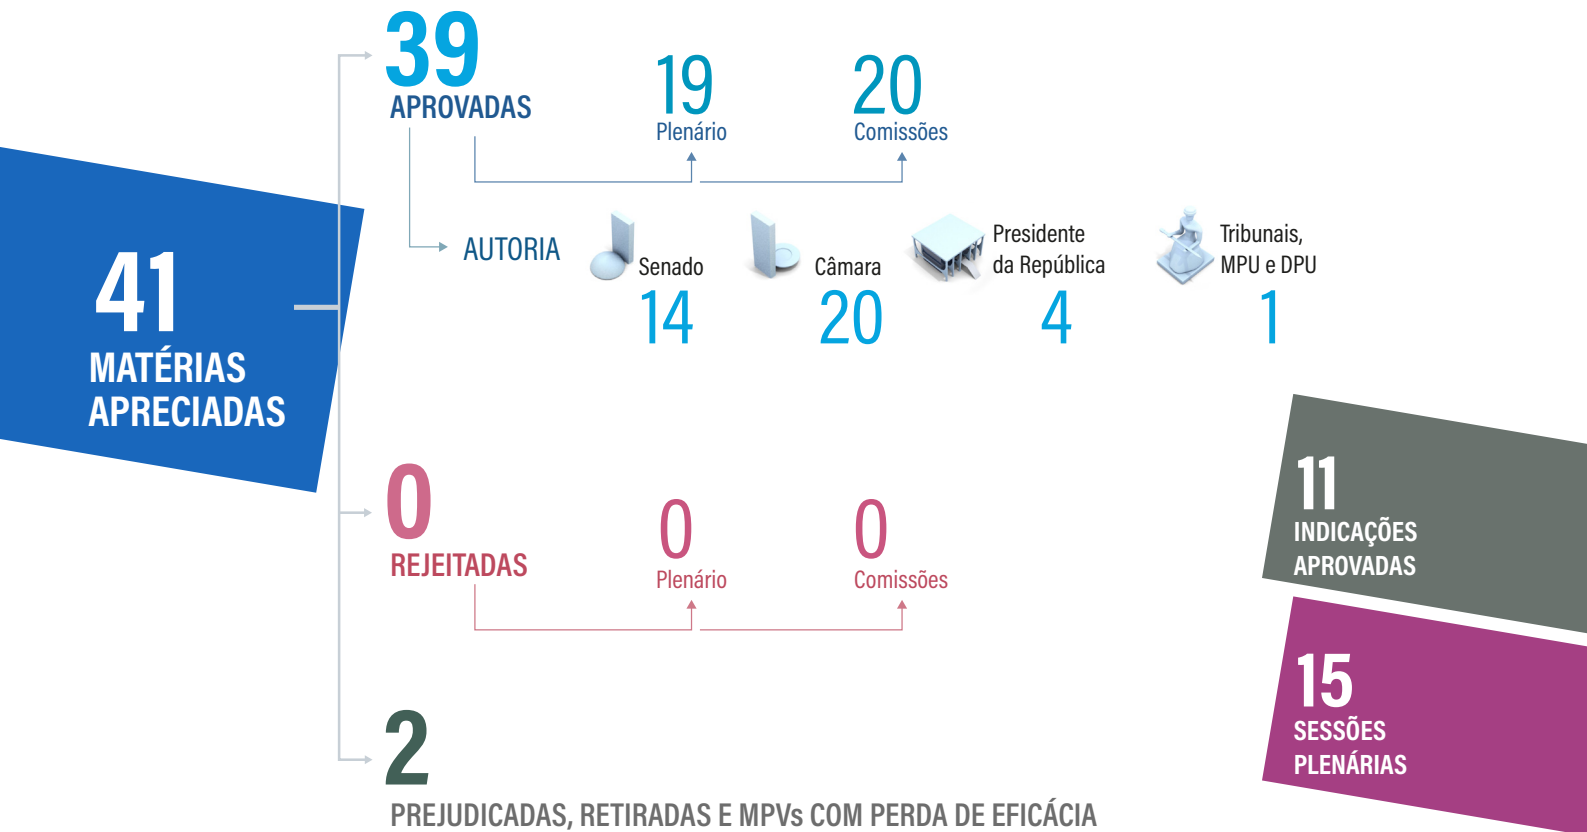 41
MATÉRIAS
APRECIADAS
39
APROVADAS
19
Plenário
20
Comissões
AUTORIA
Senado
14
Câmara
20
Presidente
da República
4
Tribunais,
MPU e DPU
1
0
REJEITADAS
0
Plenário
0
Comissões
2
PREJUDICADAS, RETIRADAS E MPVs COM PERDA DE EFICÁCIA
11
INDICAÇÕES
APROVADAS
15
SESSÕES
PLENÁRIAS